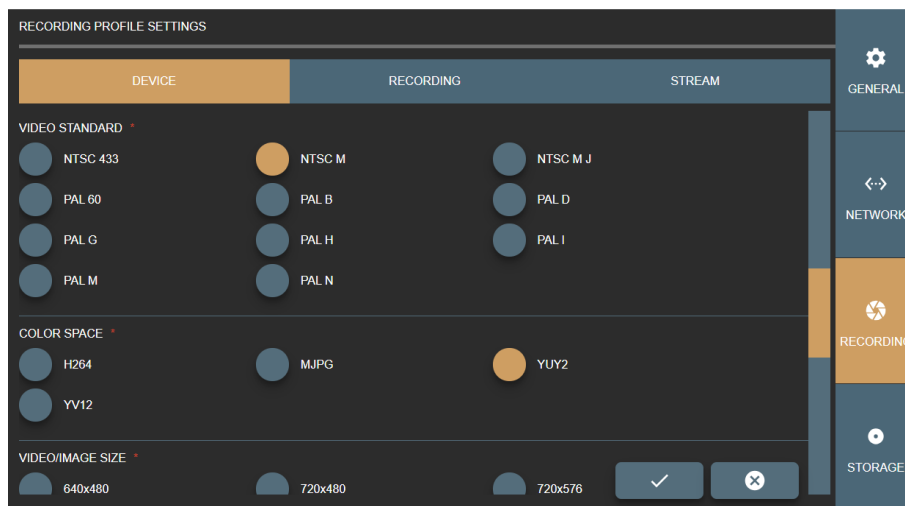 RECORDING PROFILE SETTINGS
DEVICE RECORDING STREAM
VIDEO STANDARD *
NTSC 433 NTSC M NTSC M J
PAL 60 PAL B PAL D
PAL G PAL H PAL I
PAL M PAL N
COLOR SPACE *
H264 MJPG YUY2
YV12
VIDEO/IMAGE SIZE *
640x480 720x480 720x576
GENERAL
NETWORK
RECORDING
STORAGE